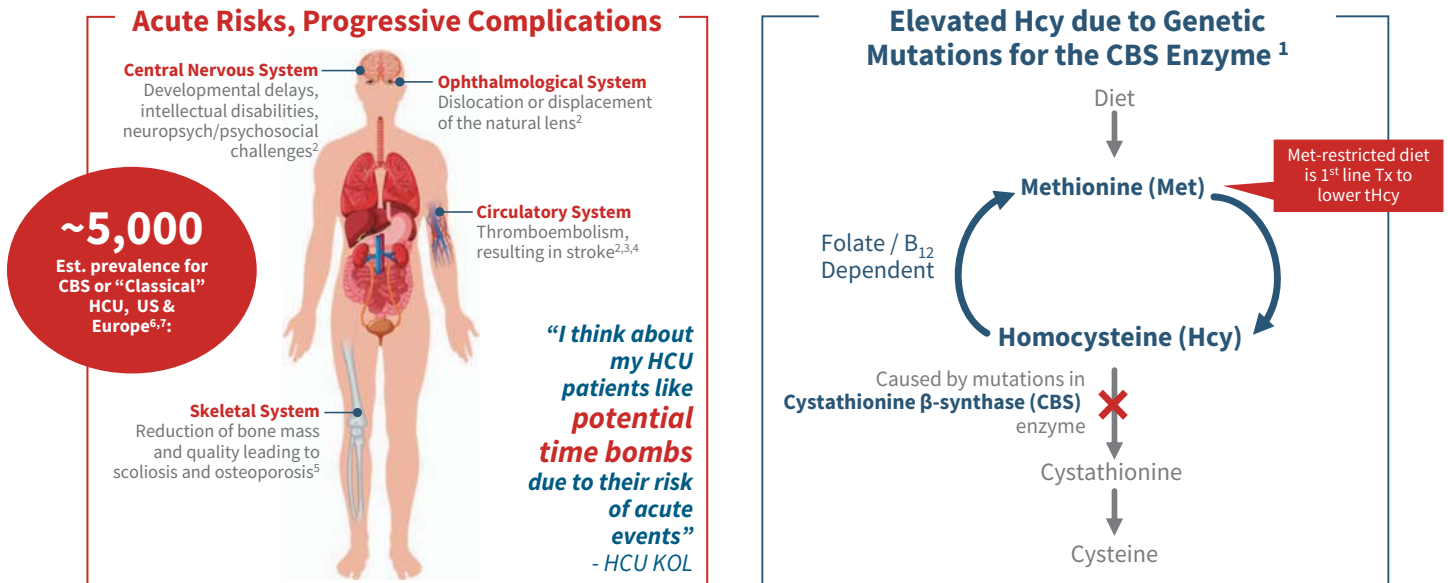 Acute Risks, Progressive Complications
Central Nervous System
Developmental delays,
intellectual disabilities,
neuropsych/psychosocial
challenges2
Ophthalmological System
Dislocation or displacement
of the natural lens2
~5,000
Est. prevalence for
CBS or “Classical”
HCU, US &
Europe6,7:
Circulatory System
Thromboembolism,
resulting in stroke2,3,4
Skeletal System
Reduction of bone mass
and quality leading to
scoliosis and osteoporosis5
“I think about
my HCU
patients like
potential
time bombs
due to their risk
of acute
events”
- HCU KOL
Elevated Hcy due to Genetic
Mutations for the CBS Enzyme 1
Diet
Methionine (Met)
Met-restricted diet
is 1st line Tx to
lower tHcy
Folate / B12
Dependent
Homocysteine (Hcy)
Caused by mutations in
Cystathionine β-synthase (CBS)
enzyme
Cystathionine
Cysteine